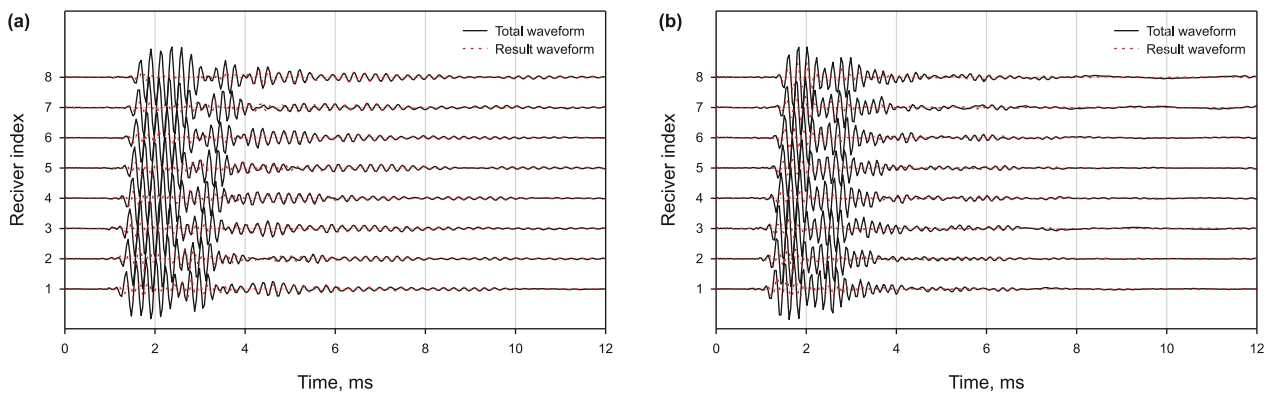 (a)
Total waveform
Result waveform
8
7
6
5
4
3
2
1
Reciver index
0 2 4 6 8 10 12
Time, ms
(b)
Total waveform
Result waveform
8
7
6
5
4
3
2
1
Reciver index
0 2 4 6 8 10 12
Time, ms